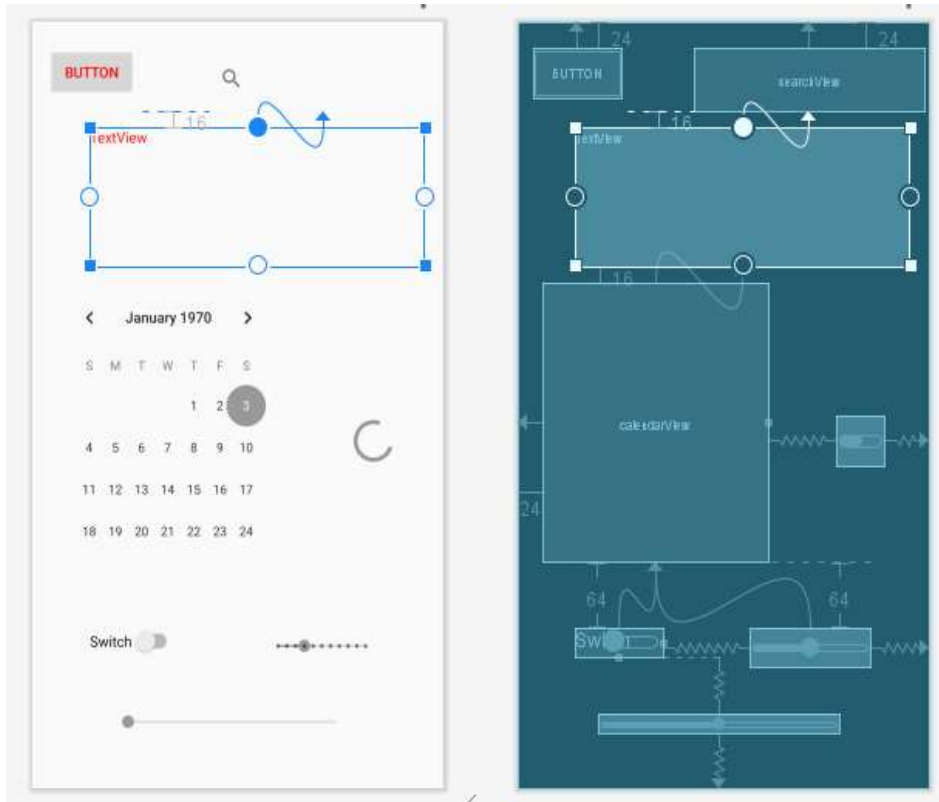 BUTTON
16
TextView
January 1970
S M T W T F S
1 2 3
4 5 6 7 8 9 10
11 12 13 14 15 16 17
18 19 20 21 22 23 24
Switch
24 24
BUTTON
searchView
16
TextView
16
calendarView
24
64 64
Switch